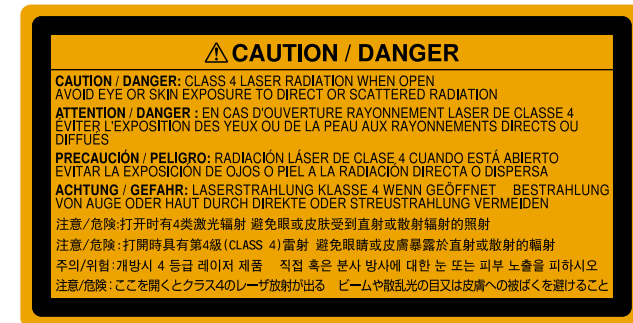 ⚠ CAUTION / DANGER
CAUTION / DANGER: CLASS 4 LASER RADIATION WHEN OPEN
AVOID EYE OR SKIN EXPOSURE TO DIRECT OR SCATTERED RADIATION
ATTENTION / DANGER : EN CAS D'OUVERTURE RAYONNEMENT LASER DE CLASSE 4
ÉVITER L'EXPOSITION DES YEUX OU DE LA PEAU AUX RAYONNEMENTS DIRECTS OU
DIFFUÉS
PRECAUCIÓN / PELIGRO: RADIACIÓN LÁSER DE CLASE 4 CUANDO ESTÁ ABIERTO
EVITAR LA EXPOSICIÓN DE OJOS O PIEL A LA RADIACIÓN DIRECTA O DISPERSA
ACHTUNG / GEFAHR: LASERSTRAHLUNG KLASSE 4 WENN GEÖFFNET BESTRAHLUNG
VON AUGE ODER HAUT DURCH DIREKTE ODER STREUSTRAHLUNG VERMEIDEN
注意/危险:打开时有4类激光辐射 避免眼或皮肤受到直射或散射辐射的照射
注意/危險:打開時具有第4級(CLASS 4)雷射 避免眼睛或皮膚暴露於直射或散射的輻射
주의/위험:개방시 4 등급 레이저 제품 직접 혹은 분사 방사에 대한 눈 또는 피부 노출을 피하시오
注意/危険:ここを開くとクラス4のレーザ放射が出る ビームや散乱光の目又は皮膚への被ばくを避けること